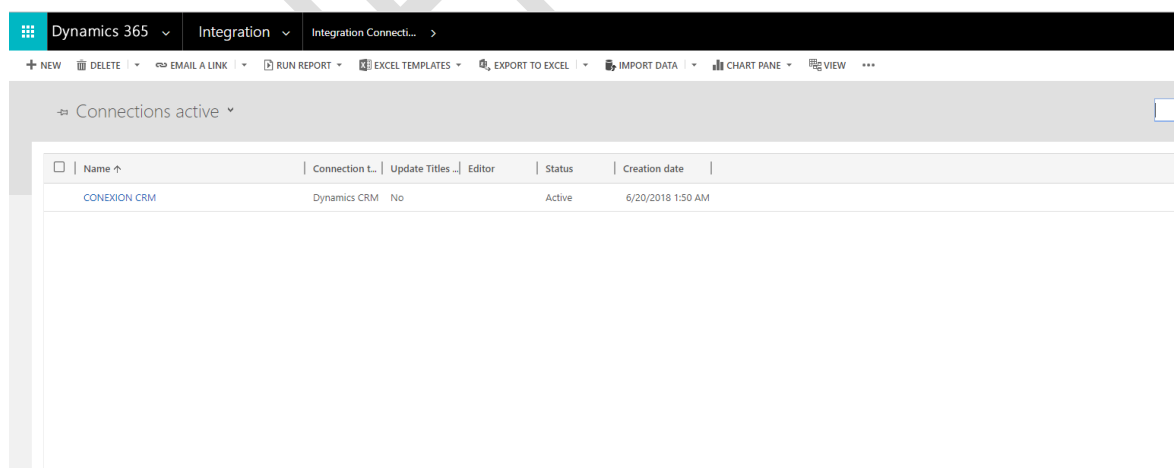 Dynamics 365 Integration Integration Connecti...
NEW DELETE EMAIL A LINK RUN REPORT EXCEL TEMPLATES EXPORT TO EXCEL IMPORT DATA CHART PANE VIEW ...
Connections active
Name Connection t... Update Titles ... Editor Status Creation date
CONEXION CRM Dynamics CRM No Active 6/20/2018 1:50 AM